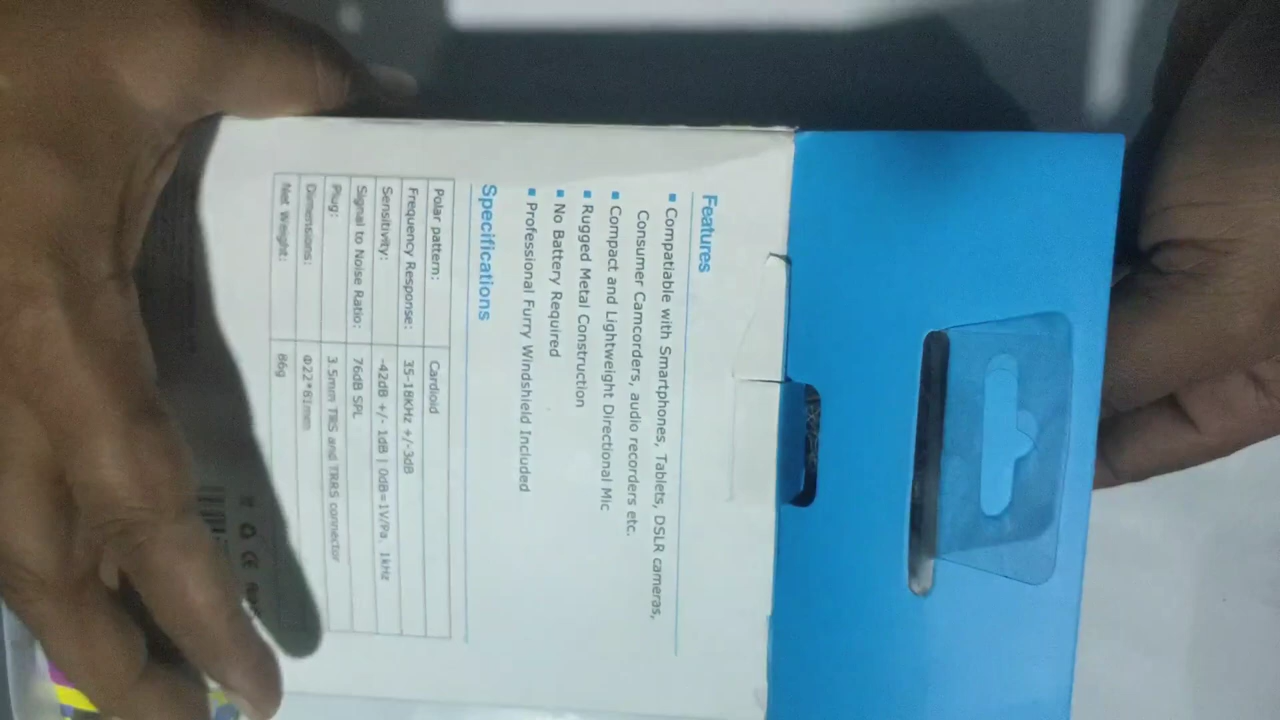 Features
▪ Compatiable with Smartphones, Tablets, DSLR cameras,
Consumer Camcorders, audio recorders etc.
▪ Compact and Lightweight Directional Mic
▪ Rugged Metal Construction
▪ No Battery Required
▪ Professional Furry Windshield Included
Specifications
Polar pattern: Cardioid
Frequency Response: 35-18KHz +/-3dB
Sensitivity: -42dB +/- 1dB | 0dB=1V/Pa, 1kHz
Signal to Noise Ratio: 76dB SPL
Plug: 3.5mm TRS and TRRS connector
Dimensions: Φ22*81mm
Net Weight: 86g
CE